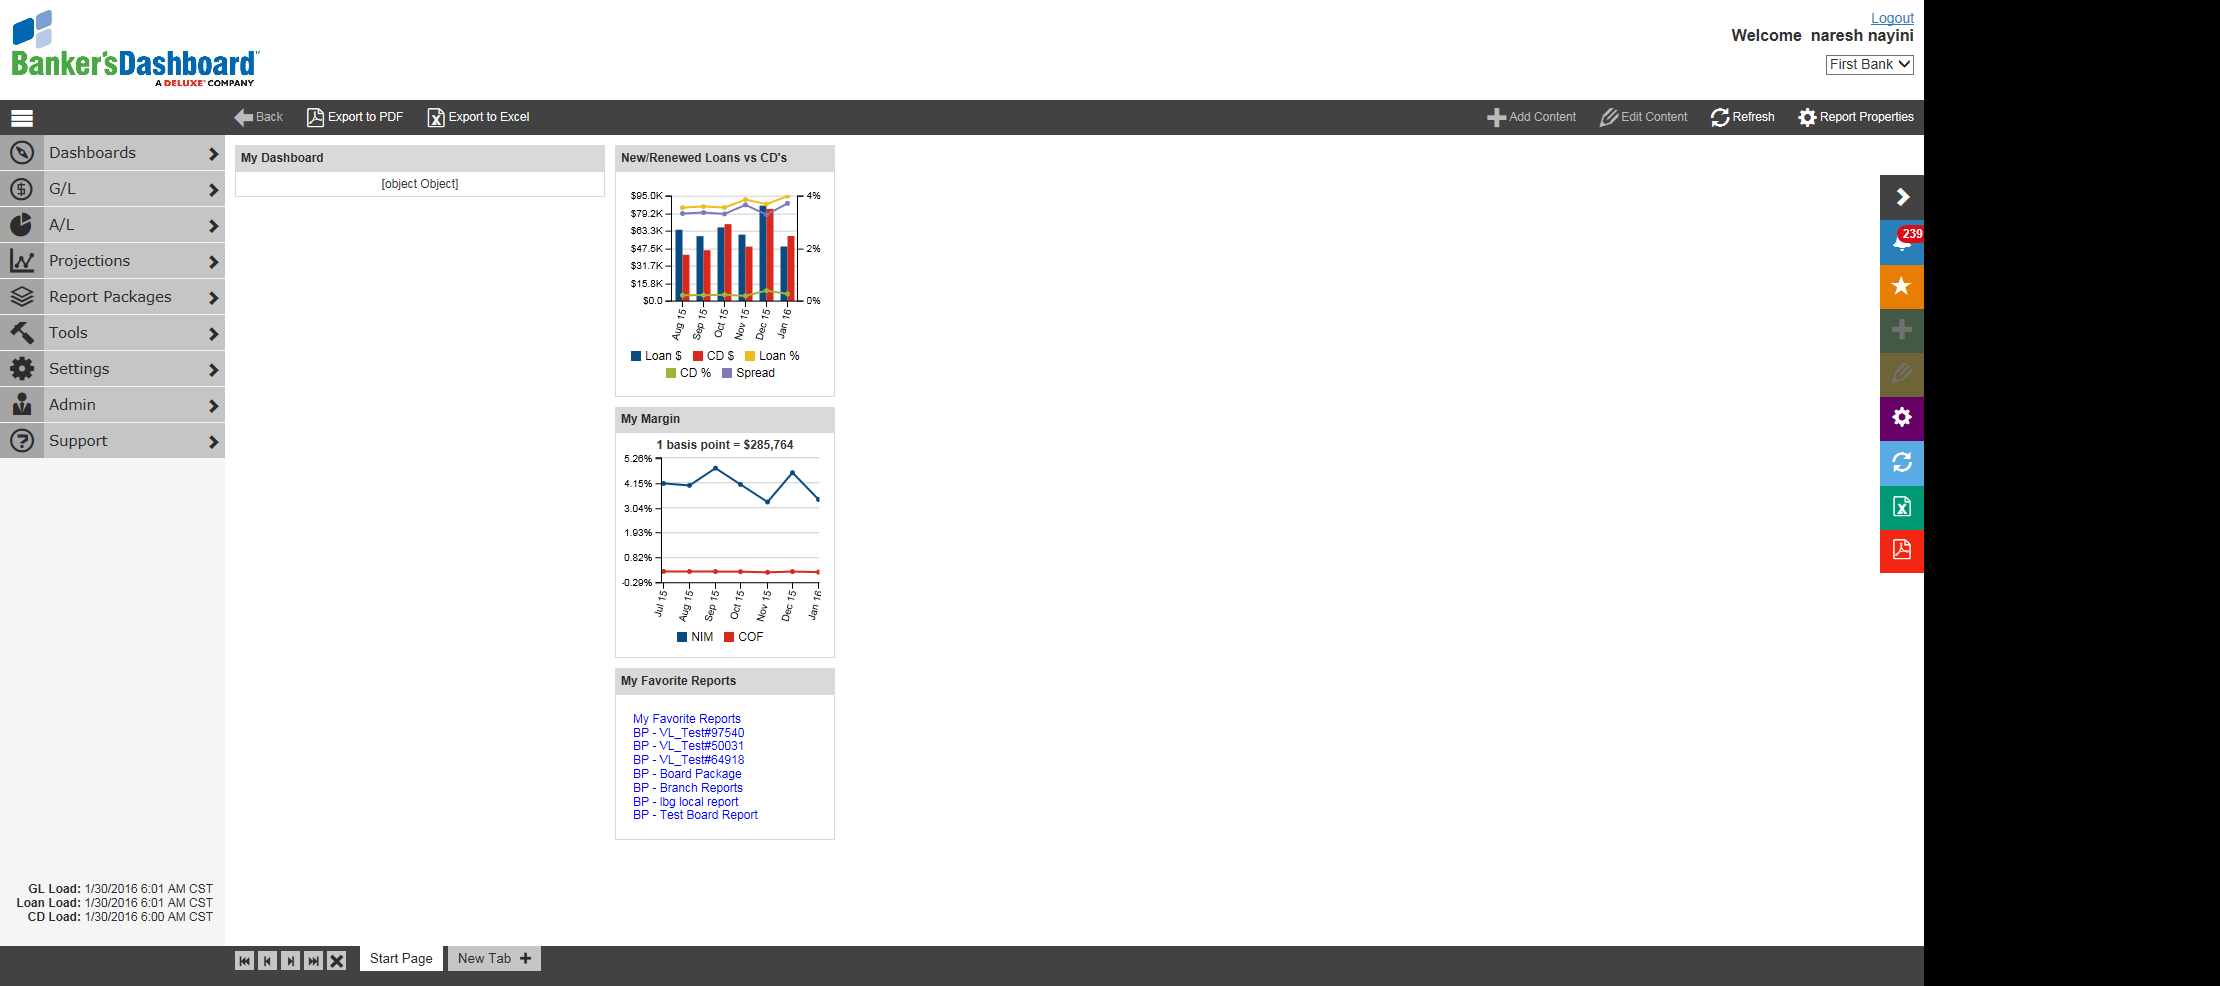 Logout
Welcome naresh nayini
Banker'sDashboard
A DELUXE COMPANY
First Bank
Back
Export to PDF
Export to Excel
Add Content
Edit Content
Refresh
Report Properties
Dashboards
G/L
A/L
Projections
Report Packages
Tools
Settings
Admin
Support
GL Load: 1/30/2016 6:01 AM CST
Loan Load: 1/30/2016 6:01 AM CST
CD Load: 1/30/2016 6:00 AM CST
My Dashboard
[object Object]
New/Renewed Loans vs CD's
$95.0K
$79.2K
$63.3K
$47.5K
$31.7K
$15.8K
$0.0
4%
2%
0%
Aug 15
Sep 15
Oct 15
Nov 15
Dec 15
Jan 16
Loan $ CD $ Loan %
CD % Spread
My Margin
1 basis point = $285,764
5.26%
4.15%
3.04%
1.93%
0.82%
-0.29%
Jul 15
Aug 15
Sep 15
Oct 15
Nov 15
Dec 15
Jan 16
NIM COF
My Favorite Reports
My Favorite Reports
BP - VL_Test#97540
BP - VL_Test#50031
BP - VL_Test#64918
BP - Board Package
BP - Branch Reports
BP - lbg local report
BP - Test Board Report
239
Start Page
New Tab